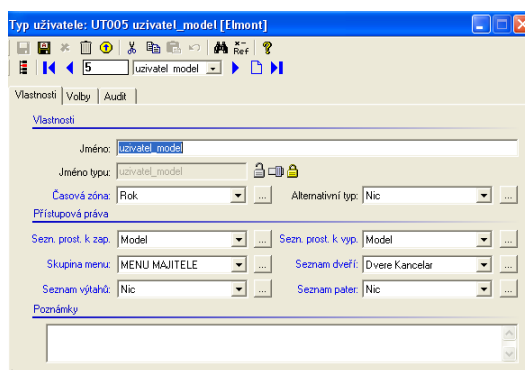 Typ uživatele: UT005 uzivatel_model [Elmont]
x= Ref
5 uzivatel model
Vlastnosti Volby Audit
Vlastnosti
Jméno: uzivatel_model
Jméno typu: uzivatel_model
Časová zóna: Rok ... Alternativní typ: Nic ...
Přístupová práva
Sezn. prost. k zap. Model ... Sezn. prost. k vyp. Model ...
Skupina menu: MENU MAJITELE ... Seznam dveří: Dvere Kancelar ...
Seznam výtahů: Nic ... Seznam pater: Nic ...
Poznámky